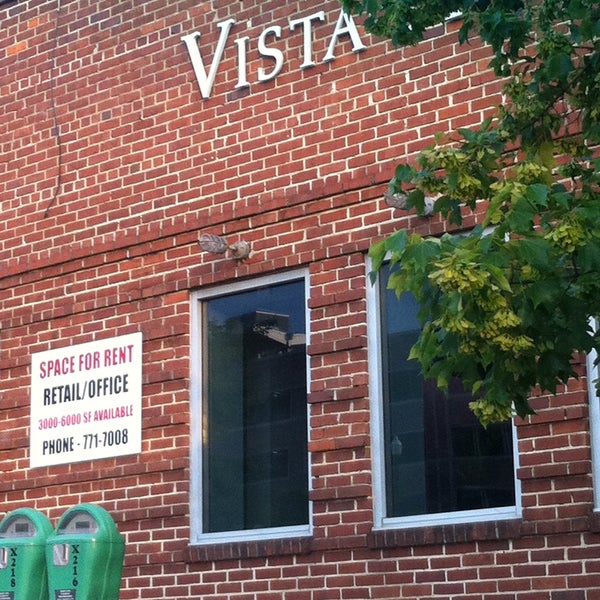 VISTA
SPACE FOR RENT
RETAIL/OFFICE
3000-6000 SF AVAILABLE
PHONE - 771-7008
X218
X216